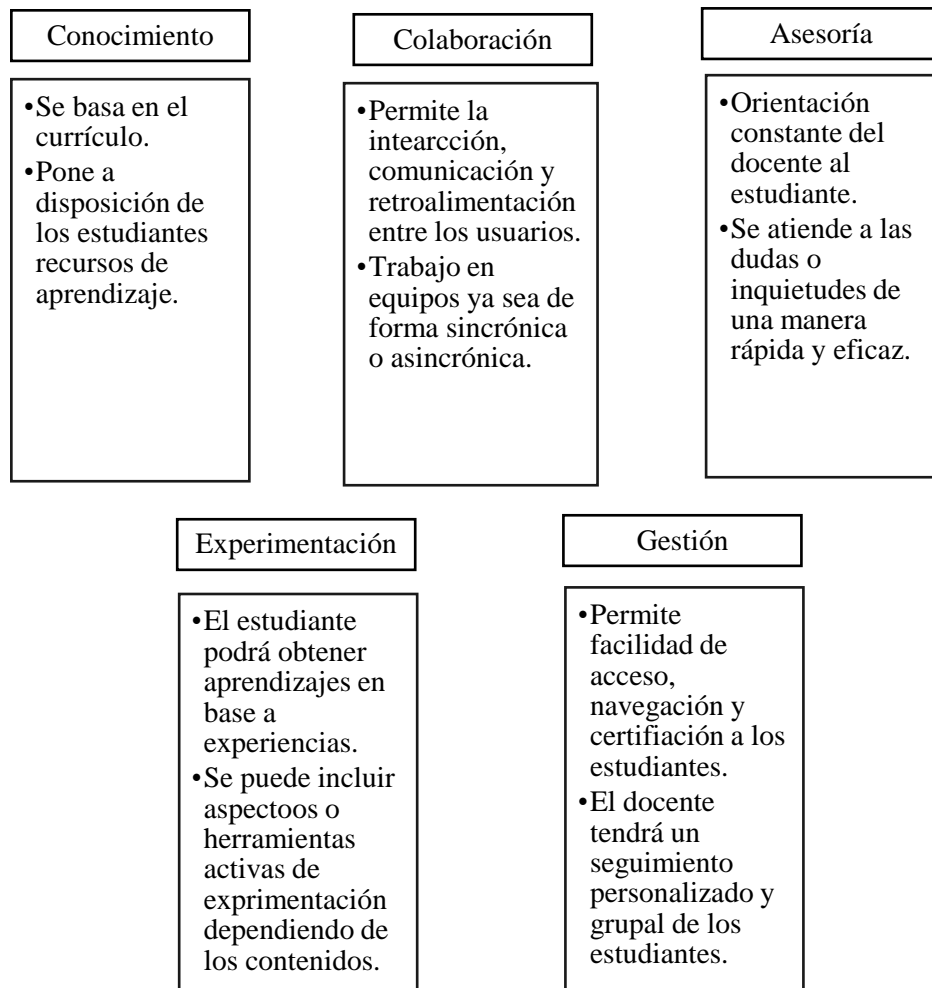 Conocimiento
•Se basa en el
currículo.
•Pone a
disposición de
los estudiantes
recursos de
aprendizaje.
Colaboración
•Permite la
intearcción,
comunicación y
retroalimentación
entre los usuarios.
•Trabajo en
equipos ya sea de
forma sincrónica
o asincrónica.
Asesoría
•Orientación
constante del
docente al
estudiante.
•Se atiende a las
dudas o
inquietudes de
una manera
rápida y eficaz.
Experimentación
•El estudiante
podrá obtener
aprendizajes en
base a
experiencias.
•Se puede incluir
aspectoos o
herramientas
activas de
exprimentación
dependiendo de
los contenidos.
Gestión
•Permite
facilidad de
acceso,
navegación y
certifiación a los
estudiantes.
•El docente
tendrá un
seguimiento
personalizado y
grupal de los
estudiantes.